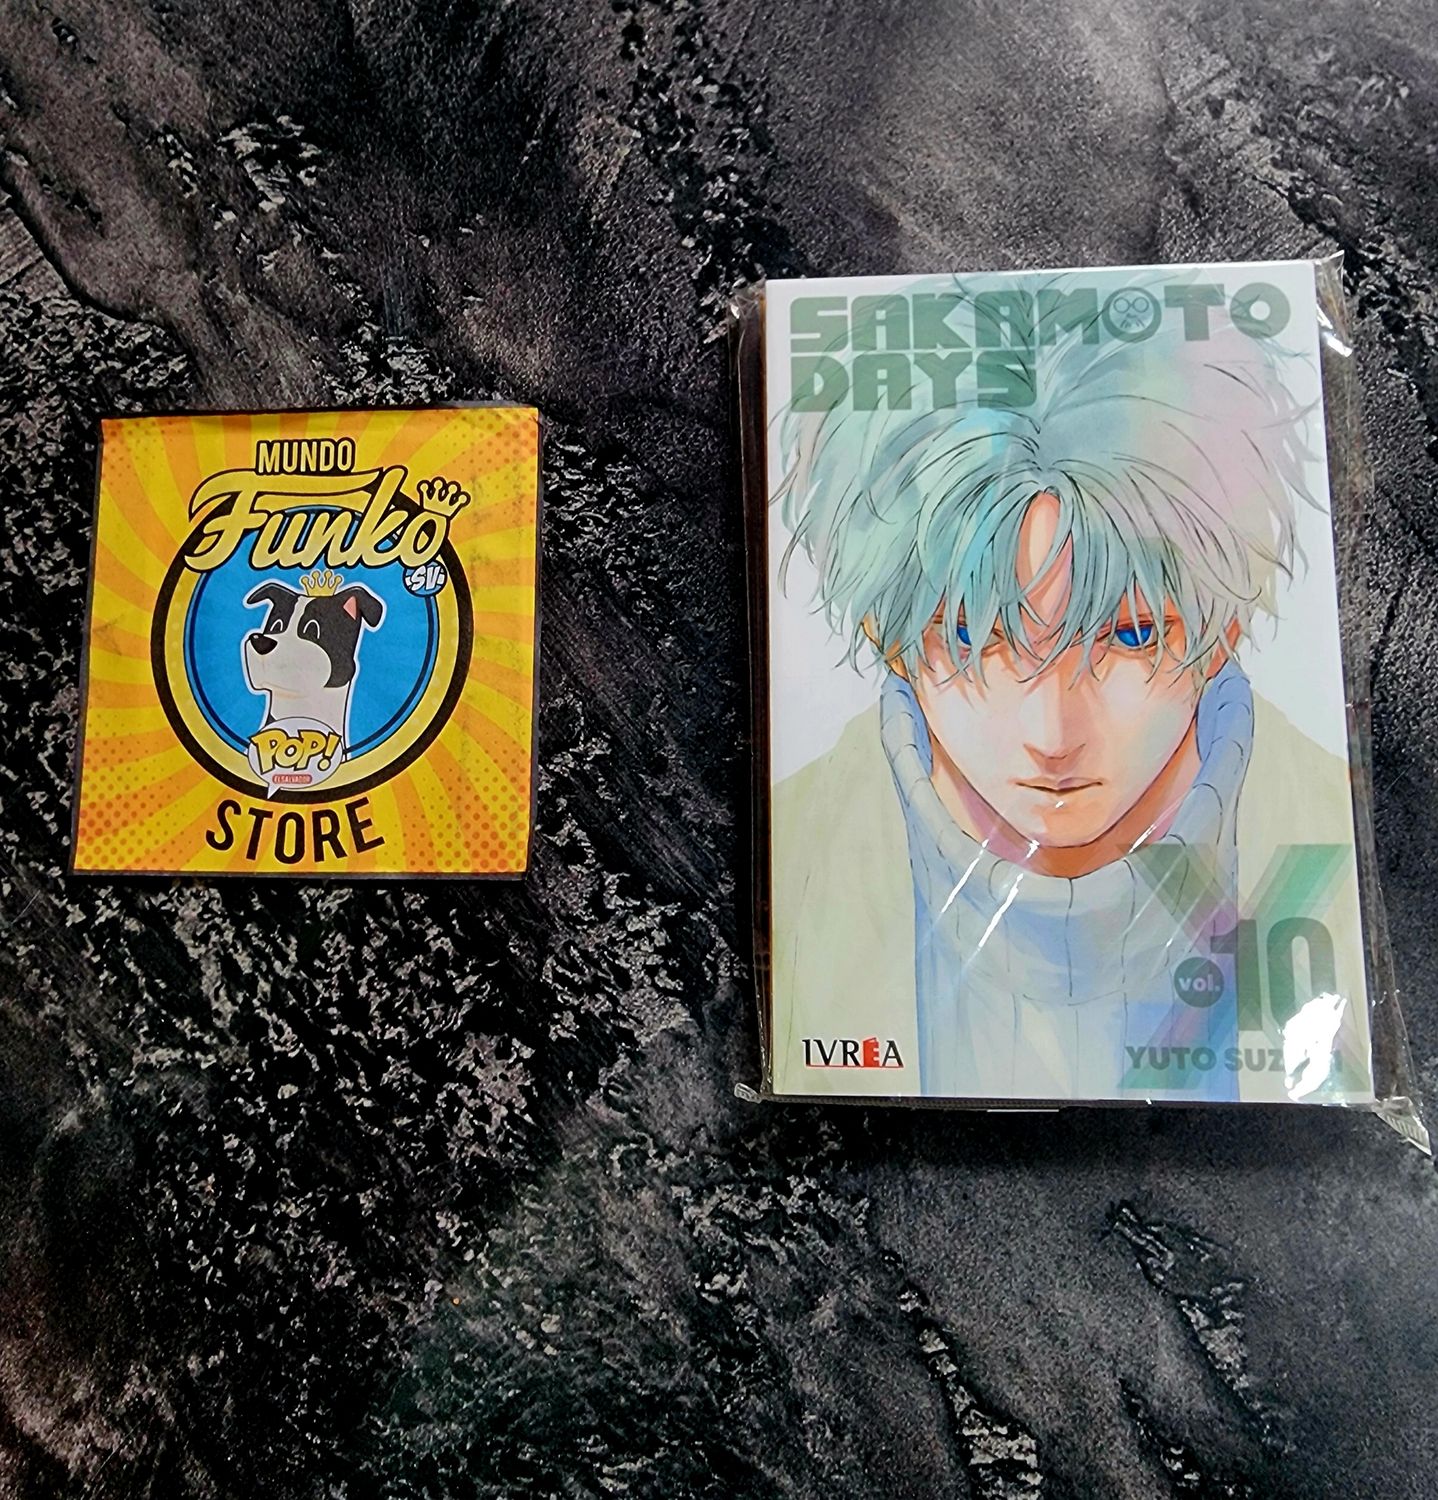 MUNDO
Funko
SV
POP!
EL SALVADOR
STORE
SAKAMOTO
DAYS
vol. 10
IVREA
YUTO